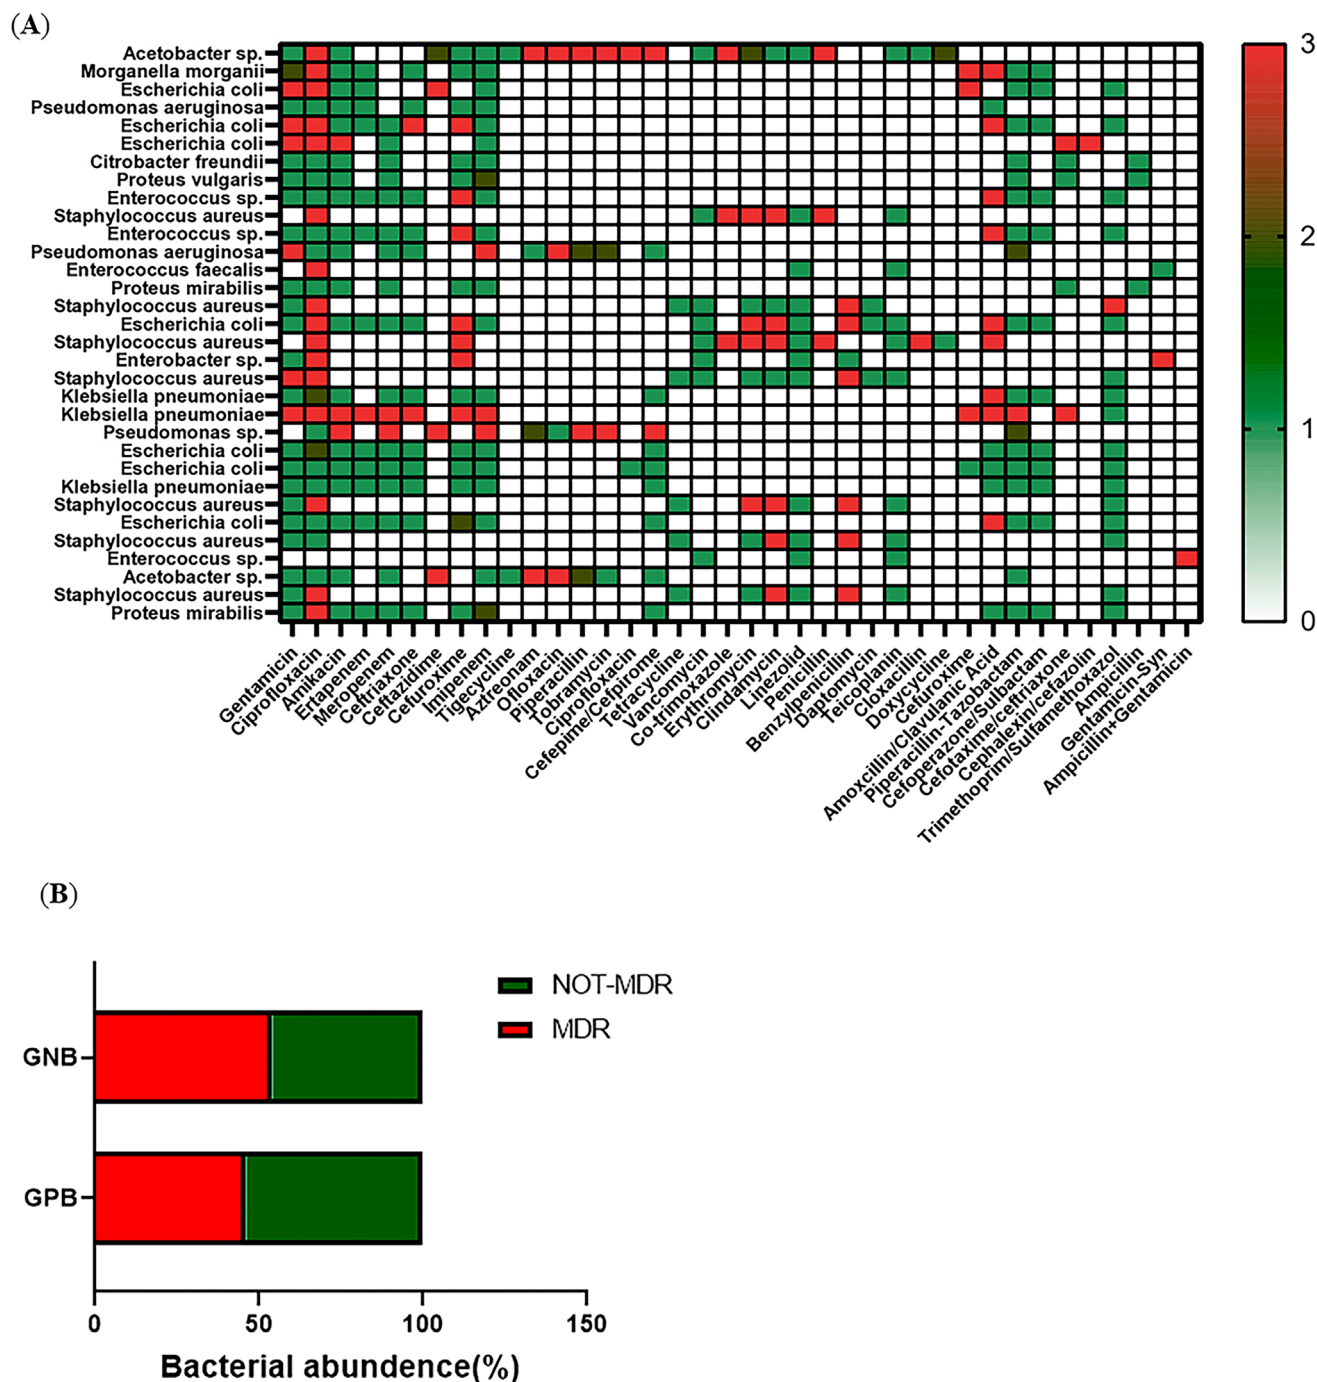 (A)
Acetobacter sp.
Morganella morganii
Escherichia coli
Pseudomonas aeruginosa
Escherichia coli
Escherichia coli
Citrobacter freundii
Proteus vulgaris
Enterococcus sp.
Staphylococcus aureus
Enterococcus sp.
Pseudomonas aeruginosa
Enterococcus faecalis
Proteus mirabilis
Staphylococcus aureus
Escherichia coli
Staphylococcus aureus
Enterobacter sp.
Staphylococcus aureus
Klebsiella pneumoniae
Klebsiella pneumoniae
Pseudomonas sp.
Escherichia coli
Escherichia coli
Klebsiella pneumoniae
Staphylococcus aureus
Escherichia coli
Staphylococcus aureus
Enterococcus sp.
Acetobacter sp.
Staphylococcus aureus
Proteus mirabilis
3
2
1
0
Gentamicin
Ciprofloxacin
Amikacin
Ertapenem
Meropenem
Ceftriaxone
Ceftazidime
Cefuroxime
Imipenem
Tigecycline
Aztreonam
Ofloxacin
Piperacillin
Tobramycin
Ciprofloxacin
Cefepime/Cefpirome
Tetracycline
Vancomycin
Co-trimoxazole
Erythromycin
Clindamycin
Linezolid
Penicillin
Benzylpenicillin
Daptomycin
Teicoplanin
Cloxacillin
Doxycycline
Cefuroxime
Amoxcillin/Clavulanic Acid
Piperacillin-Tazobactam
Cefoperazone/Sulbactam
Cefotaxime/ceftriaxone
Cephalexin/cefazolin
Trimethoprim/Sulfamethoxazol
Ampicillin
Gentamicin-Syn
Ampicillin+Gentamicin
(B)
NOT-MDR
MDR
GNB
GPB
0
50
100
150
Bacterial abundence(%)